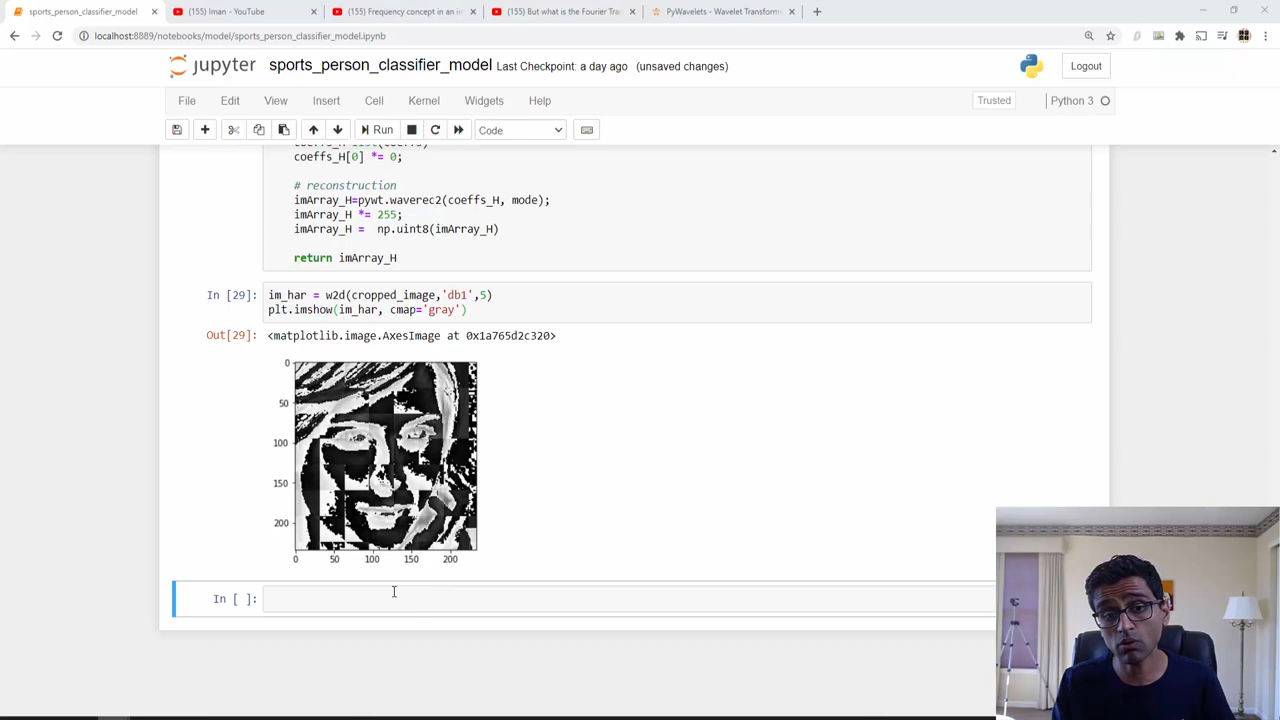 sports_person_classifier_model
(155) Iman - YouTube
(155) Frequency concept in an i
(155) But what is the Fourier Tra
PyWavelets - Wavelet Transform
localhost:8889/notebooks/model/sports_person_classifier_model.ipynb
jupyter sports_person_classifier_model Last Checkpoint: a day ago (unsaved changes)
Logout
File Edit View Insert Cell Kernel Widgets Help
Trusted
Python 3
Run
Code
coeffs_H[0] *= 0;
# reconstruction
imArray_H=pywt.waverec2(coeffs_H, mode);
imArray_H *= 255;
imArray_H = np.uint8(imArray_H)
return imArray_H
In [29]: im_har = w2d(cropped_image,'db1',5)
plt.imshow(im_har, cmap='gray')
Out[29]: <matplotlib.image.AxesImage at 0x1a765d2c320>
0
50
100
150
200
0 50 100 150 200
In [ ]: